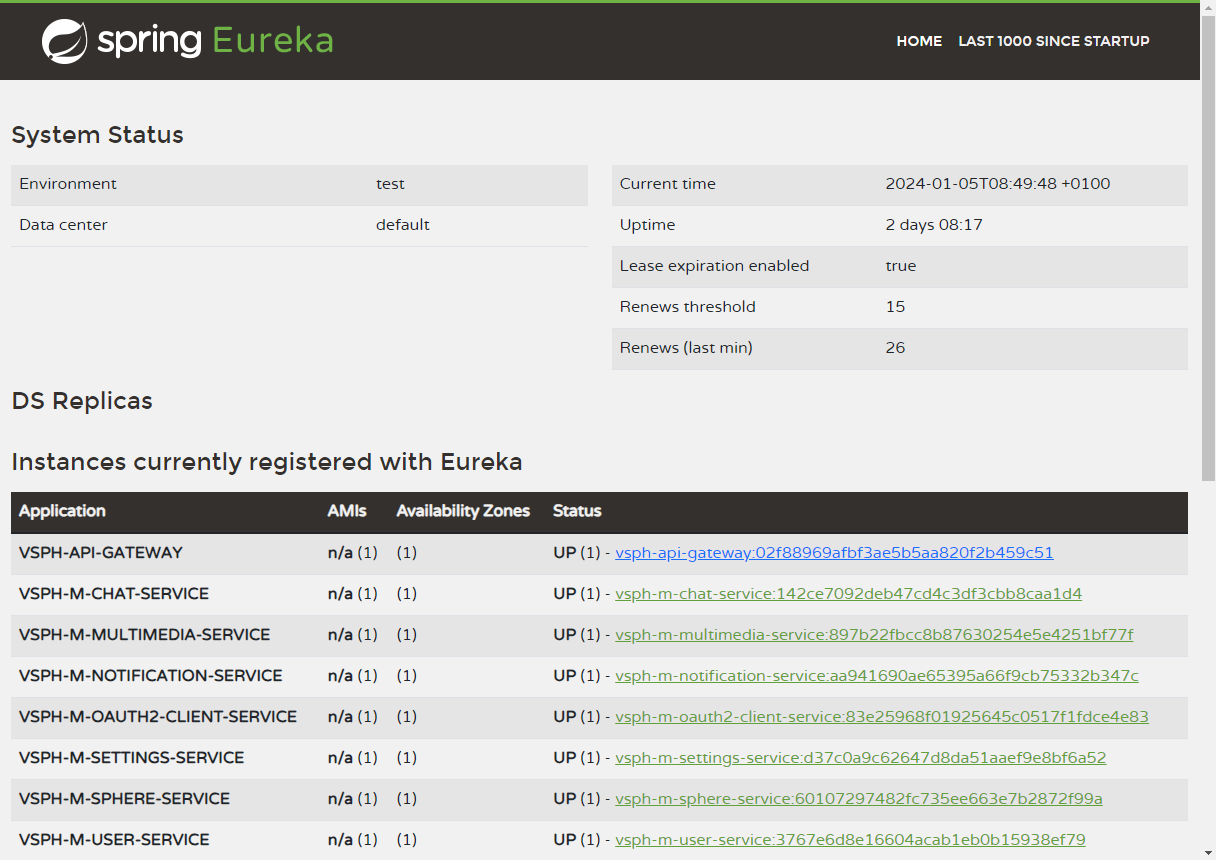 spring Eureka
HOME LAST 1000 SINCE STARTUP
System Status
Environment test
Data center default
Current time 2024-01-05T08:49:48 +0100
Uptime 2 days 08:17
Lease expiration enabled true
Renews threshold 15
Renews (last min) 26
DS Replicas
Instances currently registered with Eureka
Application AMIs Availability Zones Status
VSPH-API-GATEWAY n/a (1) (1) UP (1) - vsph-api-gateway:02f88969afbf3ae5b5aa820f2b459c51
VSPH-M-CHAT-SERVICE n/a (1) (1) UP (1) - vsph-m-chat-service:142ce7092deb47cd4c3df3cbb8caa1d4
VSPH-M-MULTIMEDIA-SERVICE n/a (1) (1) UP (1) - vsph-m-multimedia-service:897b22fbcc8b87630254e5e4251bf77f
VSPH-M-NOTIFICATION-SERVICE n/a (1) (1) UP (1) - vsph-m-notification-service:aa941690ae65395a66f9cb75332b347c
VSPH-M-OAUTH2-CLIENT-SERVICE n/a (1) (1) UP (1) - vsph-m-oauth2-client-service:83e25968f01925645c0517f1fdce4e83
VSPH-M-SETTINGS-SERVICE n/a (1) (1) UP (1) - vsph-m-settings-service:d37c0a9c62647d8da51aaef9e8bf6a52
VSPH-M-SPHERE-SERVICE n/a (1) (1) UP (1) - vsph-m-sphere-service:60107297482fc735ee663e7b2872f99a
VSPH-M-USER-SERVICE n/a (1) (1) UP (1) - vsph-m-user-service:3767e6d8e16604acab1eb0b15938ef79